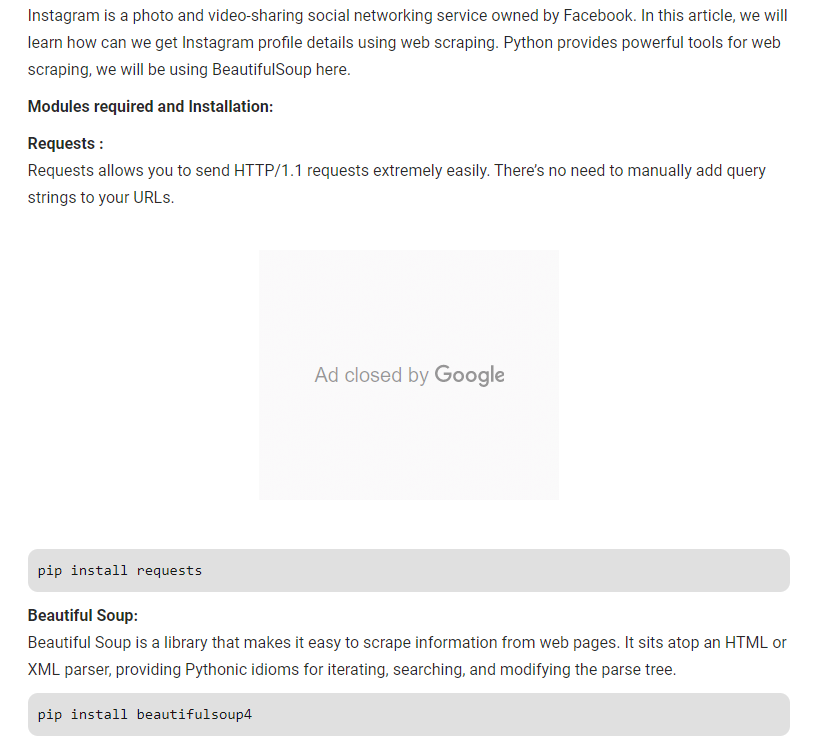 Instagram is a photo and video-sharing social networking service owned by Facebook. In this article, we will
learn how can we get Instagram profile details using web scraping. Python provides powerful tools for web
scraping, we will be using BeautifulSoup here.
Modules required and Installation:
Requests :
Requests allows you to send HTTP/1.1 requests extremely easily. There’s no need to manually add query
strings to your URLs.
Ad closed by Google
pip install requests
Beautiful Soup:
Beautiful Soup is a library that makes it easy to scrape information from web pages. It sits atop an HTML or
XML parser, providing Pythonic idioms for iterating, searching, and modifying the parse tree.
pip install beautifulsoup4